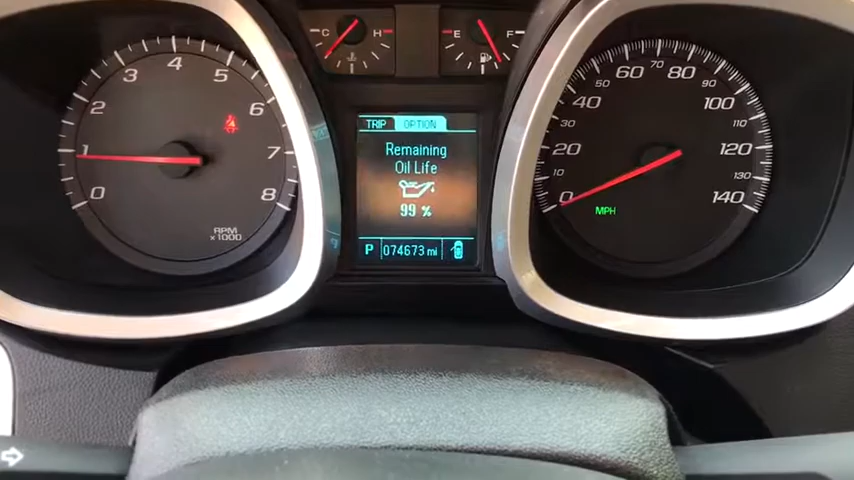 C H
E F
0 1 2 3 4 5 6 7 8
RPM
x1000
TRIP OPTION
Remaining
Oil Life
99 %
P 074673 mi
0 10 20 30 40 50 60 70 80 90 100 110 120 130 140
MPH